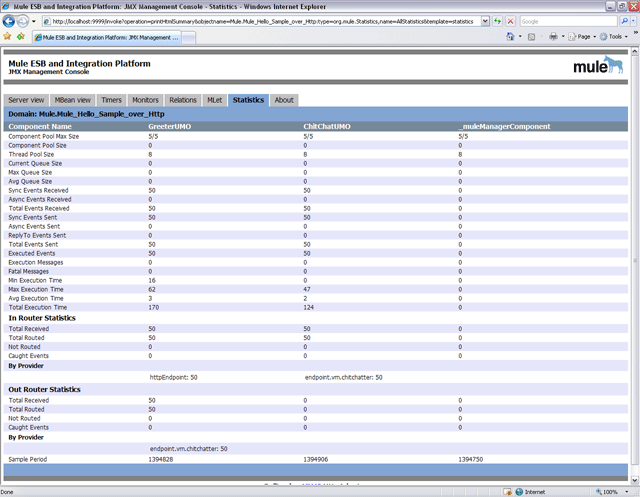 Mule ESB and Integration Platform: JMX Management Console - Statistics - Windows Internet Explorer
http://localhost:9999/invoke?operation=printHtmlSummary&objectname=Mule.Mule_Hello_Sample_over_Http:type=org.mule.Statistics,name=AllStatistics&template=statistics
Google
Mule ESB and Integration Platform: JMX Management ...
Page
Tools
Mule ESB and Integration Platform
JMX Management Console
mule
Server view MBean view Timers Monitors Relations MLet Statistics About
Domain: Mule.Mule_Hello_Sample_over_Http
Component Name GreeterUMO ChitChatUMO _muleManagerComponent
Component Pool Max Size 5/5 5/5 5/5
Component Pool Size 0 0 0
Thread Pool Size 8 8 8
Current Queue Size 0 0 0
Max Queue Size 0 0 0
Avg Queue Size 0 0 0
Sync Events Received 50 50 0
Async Events Received 0 0 0
Total Events Received 50 50 0
Sync Events Sent 50 50 0
Async Events Sent 0 0 0
ReplyTo Events Sent 0 0 0
Total Events Sent 50 50 0
Executed Events 50 50 0
Execution Messages 0 0 0
Fatal Messages 0 0 0
Min Execution Time 16 0 0
Max Execution Time 62 47 0
Avg Execution Time 3 2 0
Total Execution Time 170 124 0
In Router Statistics
Total Received 50 50 0
Total Routed 50 50 0
Not Routed 0 0 0
Caught Events 0 0 0
By Provider
httpEndpoint: 50 endpoint.vm.chitchatter: 50
Out Router Statistics
Total Received 50 0 0
Total Routed 50 0 0
Not Routed 0 0 0
Caught Events 0 0 0
By Provider
endpoint.vm.chitchatter: 50
Sample Period 1394828 1394906 1394750
Done
Internet
100%